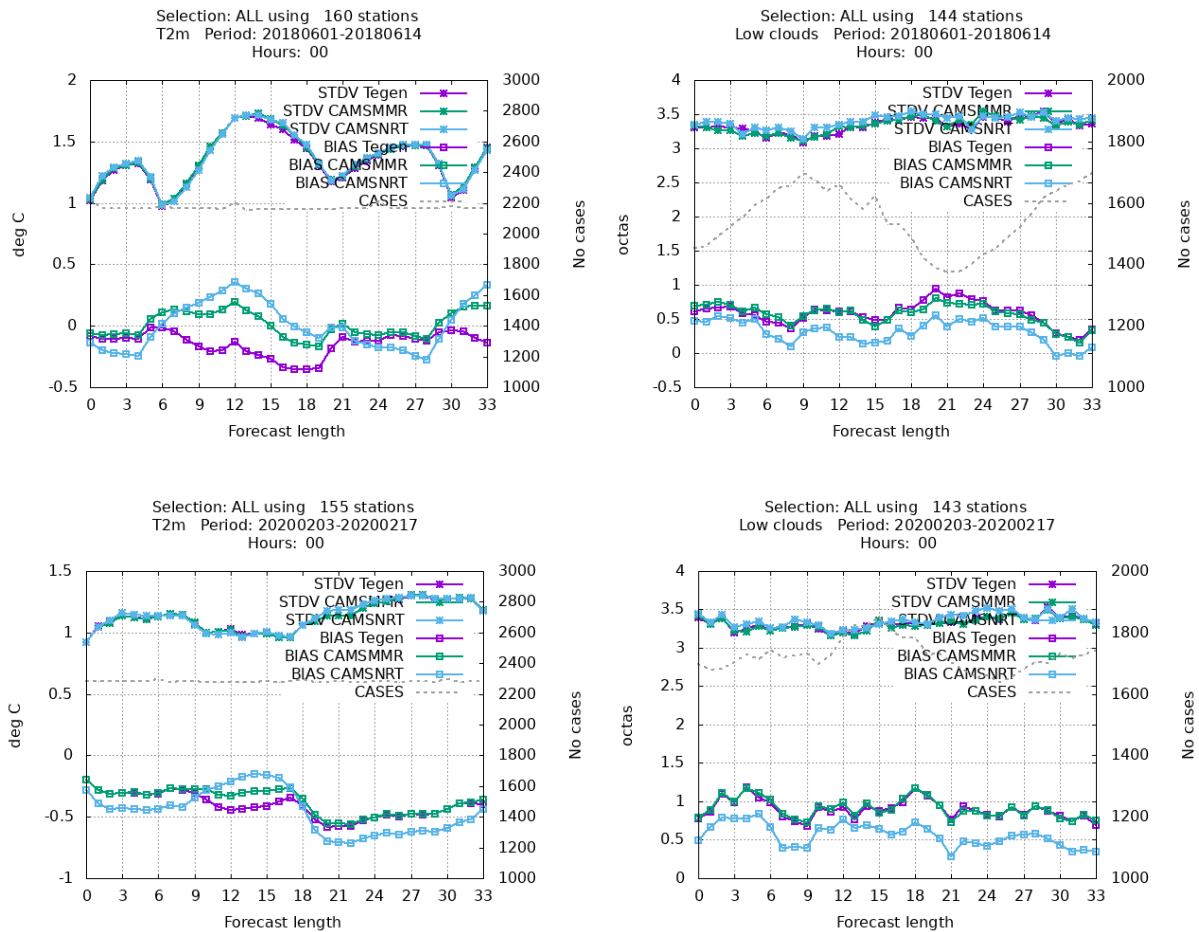 Selection: ALL using 160 stations
T2m Period: 20180601-20180614
Hours: 00
2
1.5
1
0.5
0
-0.5
deg C
3000
2800
2600
2400
2200
2000
1800
1600
1400
1200
1000
No cases
STDV Tegen
STDV CAMSMMR
STDV CAMSNRT
BIAS Tegen
BIAS CAMSMMR
BIAS CAMSNRT
CASES
0 3 6 9 12 15 18 21 24 27 30 33
Forecast length
Selection: ALL using 144 stations
Low clouds Period: 20180601-20180614
Hours: 00
4
3.5
3
2.5
2
1.5
1
0.5
0
-0.5
octas
2000
1800
1600
1400
1200
1000
No cases
STDV Tegen
STDV CAMSMMR
STDV CAMSNRT
BIAS Tegen
BIAS CAMSMMR
BIAS CAMSNRT
CASES
0 3 6 9 12 15 18 21 24 27 30 33
Forecast length
Selection: ALL using 155 stations
T2m Period: 20200203-20200217
Hours: 00
1.5
1
0.5
0
-0.5
-1
deg C
3000
2800
2600
2400
2200
2000
1800
1600
1400
1200
1000
No cases
STDV Tegen
STDV CAMSMMR
STDV CAMSNRT
BIAS Tegen
BIAS CAMSMMR
BIAS CAMSNRT
CASES
0 3 6 9 12 15 18 21 24 27 30 33
Forecast length
Selection: ALL using 143 stations
Low clouds Period: 20200203-20200217
Hours: 00
4
3.5
3
2.5
2
1.5
1
0.5
0
octas
2000
1800
1600
1400
1200
1000
No cases
STDV Tegen
STDV CAMSMMR
STDV CAMSNRT
BIAS Tegen
BIAS CAMSMMR
BIAS CAMSNRT
CASES
0 3 6 9 12 15 18 21 24 27 30 33
Forecast length